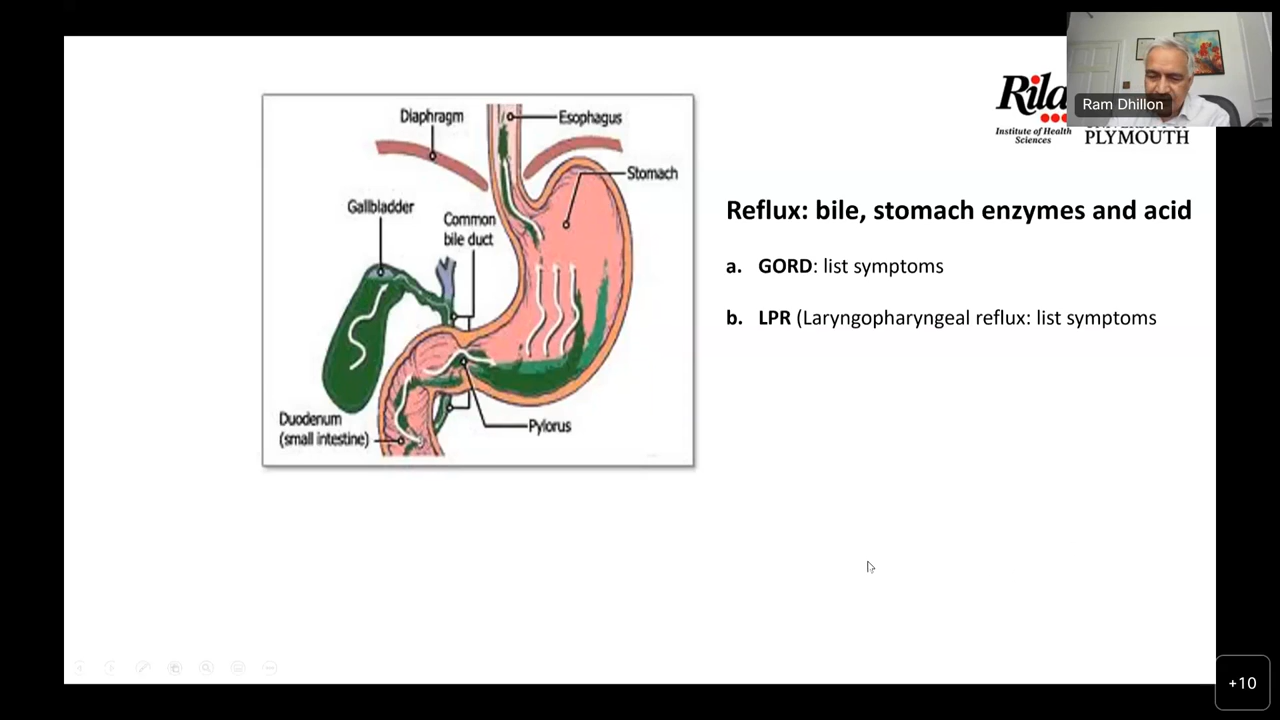 Diaphragm
Esophagus
Stomach
Gallbladder
Common
bile duct
Duodenum
(small intestine)
Pylorus
Rila
Institute of Health
Sciences
PLYMOUTH
Ram Dhillon
Reflux: bile, stomach enzymes and acid
a. GORD: list symptoms
b. LPR (Laryngopharyngeal reflux: list symptoms
+10